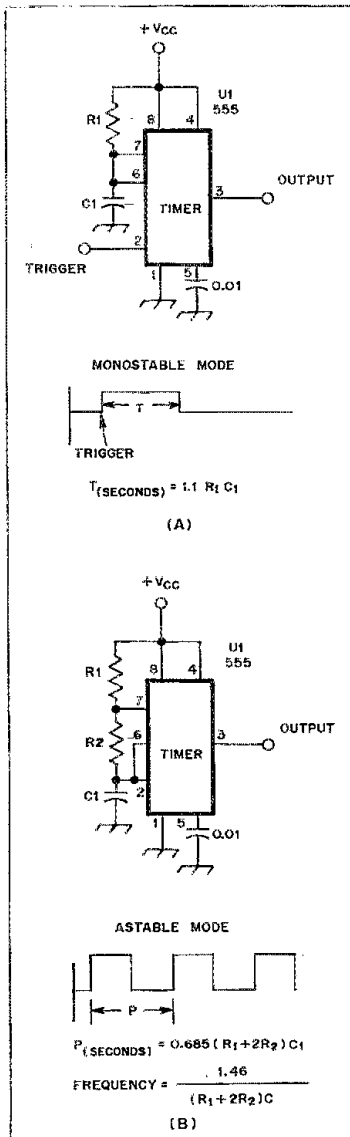 +VCC
U1
555
R1
8
4
7
6
C1
TIMER
3
OUTPUT
2
TRIGGER
1
5
0.01
MONOSTABLE MODE
T
TRIGGER
T(SECONDS) = 1.1 R1 C1
(A)
+VCC
U1
555
R1
8
4
7
R2
6
TIMER
3
OUTPUT
C1
2
1
5
0.01
ASTABLE MODE
P
P(SECONDS) = 0.685 (R1+2R2) C1
FREQUENCY = 1.46
(R1+2R2)C
(B)